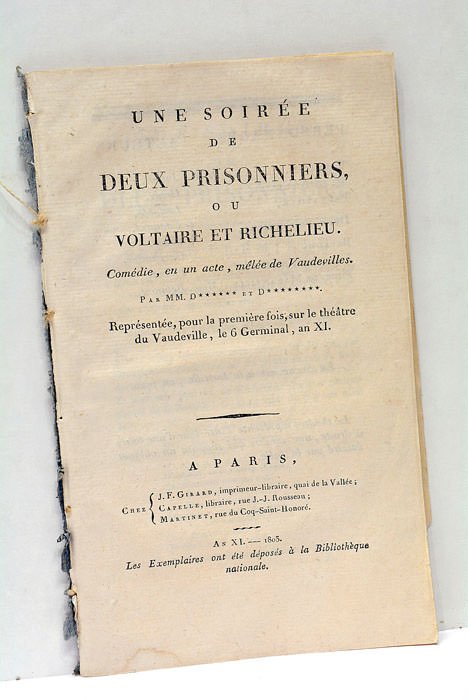 UNE SOIRÉE
DE
DEUX PRISONNIERS,
OU
VOLTAIRE ET RICHELIEU.
Comédie, en un acte, mêlée de Vaudevilles.
PAR MM. D****** ET D********.
Représentée, pour la première fois, sur le théâtre
du Vaudeville, le 6 Germinal, an XI.
A PARIS,
CHEZ { J. F. GIRARD, imprimeur-libraire, quai de la Vallée;
CAPELLE, libraire, rue J.-J. Rousseau;
MARTINET, rue du Coq-Saint-Honoré.
AN XI. — 1803.
Les Exemplaires ont été déposés à la Bibliothèque
nationale.